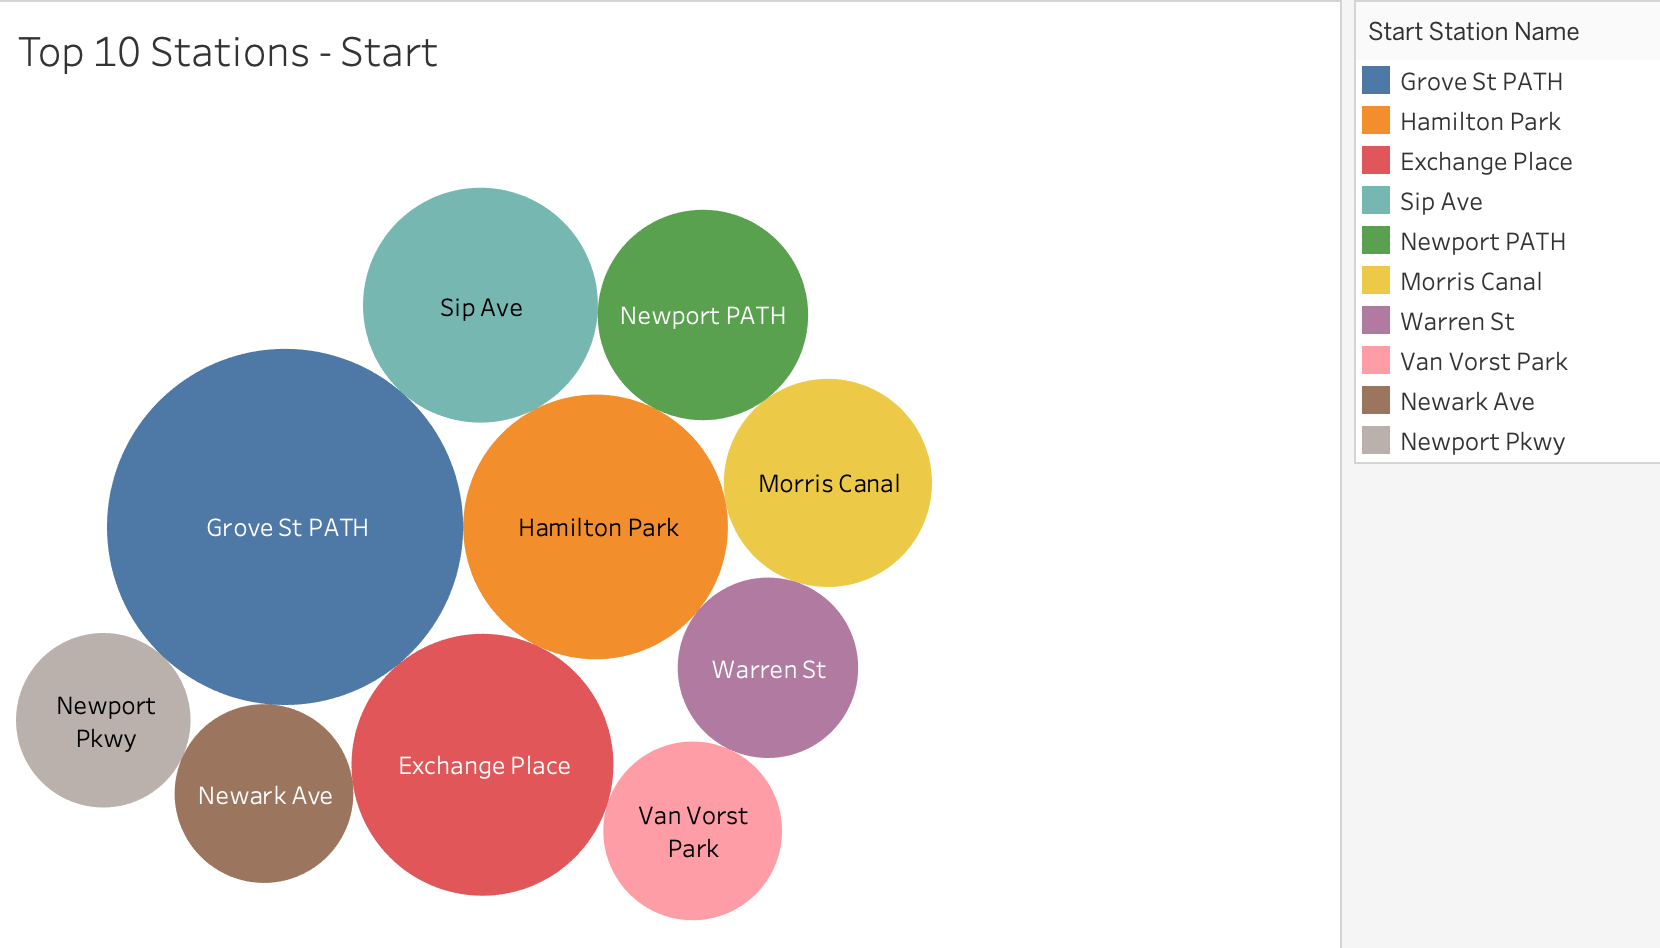 Top 10 Stations - Start
Sip Ave
Newport PATH
Morris Canal
Grove St PATH
Hamilton Park
Warren St
Newport
Pkwy
Newark Ave
Exchange Place
Van Vorst
Park
Start Station Name
Grove St PATH
Hamilton Park
Exchange Place
Sip Ave
Newport PATH
Morris Canal
Warren St
Van Vorst Park
Newark Ave
Newport Pkwy